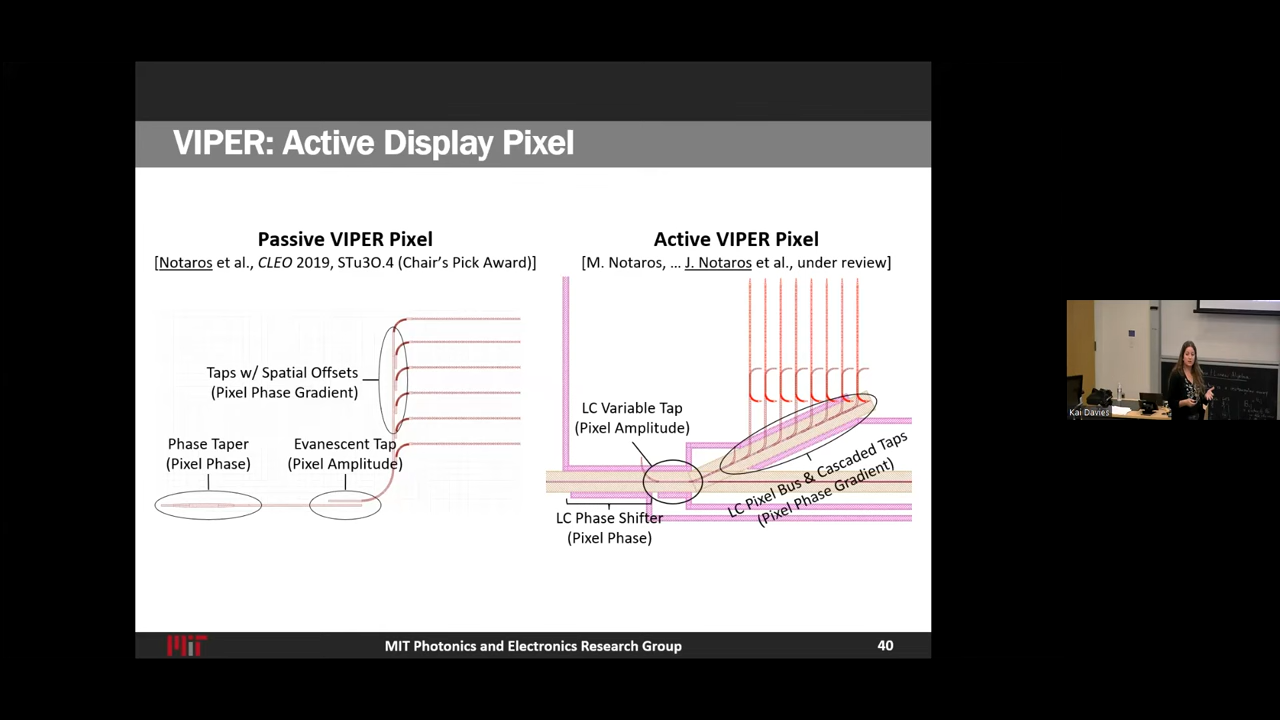 VIPER: Active Display Pixel
Passive VIPER Pixel
[Notaros et al., CLEO 2019, STu3O.4 (Chair's Pick Award)]
Taps w/ Spatial Offsets
(Pixel Phase Gradient)
Phase Taper
(Pixel Phase)
Evanescent Tap
(Pixel Amplitude)
Active VIPER Pixel
[M. Notaros, ... J. Notaros et al., under review]
LC Variable Tap
(Pixel Amplitude)
LC Pixel Bus & Cascaded Taps
(Pixel Phase Gradient)
LC Phase Shifter
(Pixel Phase)
MIT
MIT Photonics and Electronics Research Group
40
Kai Davies